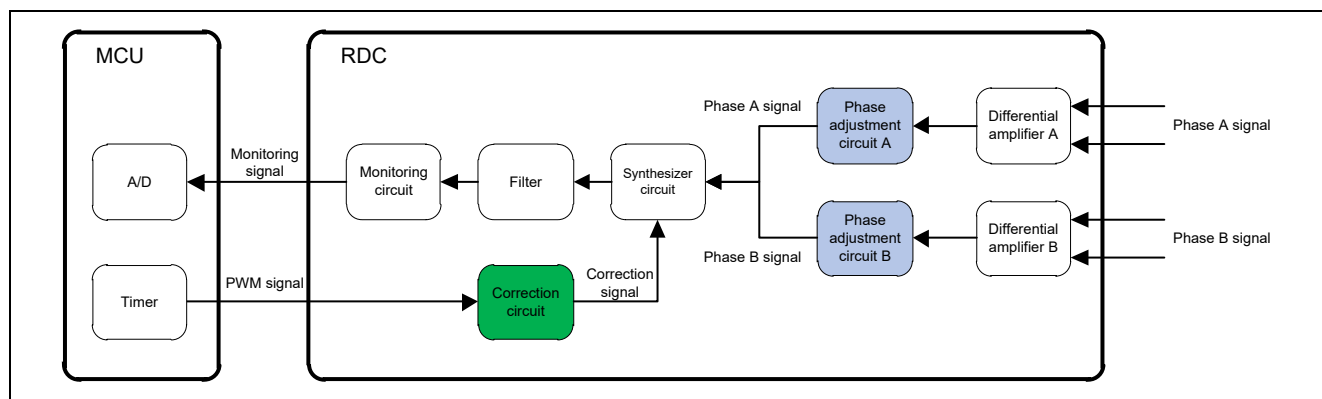 MCU
RDC
Phase A signal
Phase
adjustment
circuit A
Differential
amplifier A
Phase A signal
Monitoring
signal
A/D
Monitoring
circuit
Filter
Synthesizer
circuit
Phase B signal
Phase
adjustment
circuit B
Differential
amplifier B
Phase B signal
Timer
PWM signal
Correction
circuit
Correction
signal